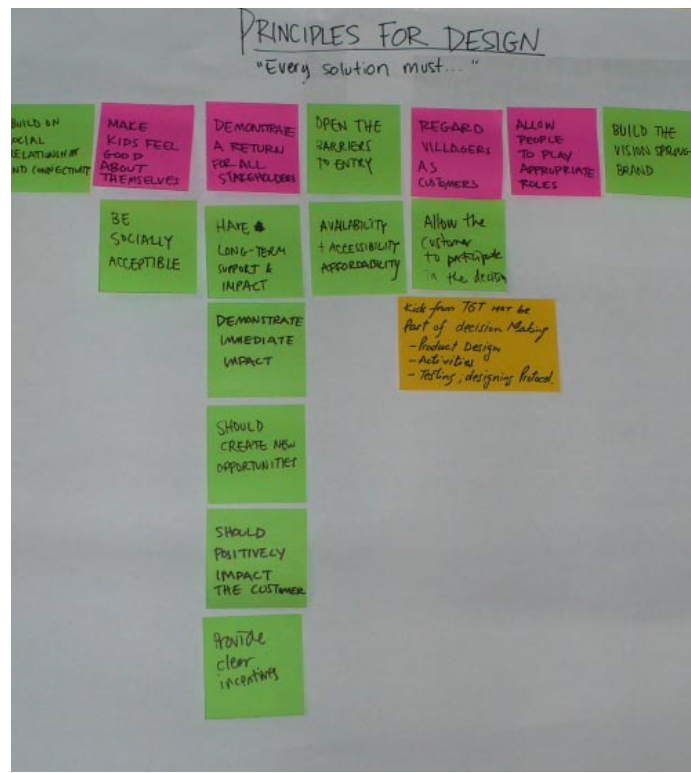 PRINCIPLES FOR DESIGN
"Every solution must..."
BUILD ON
SOCIAL
RELATIONSHIP
AND CONNECTIVITY
MAKE
KIDS FEEL
GOOD
ABOUT
THEMSELVES
DEMONSTRATE
A RETURN
FOR ALL
STAKEHOLDERS
OPEN THE
BARRIERS
TO ENTRY
REGARD
VILLAGERS
AS
CUSTOMERS
ALLOW
PEOPLE
TO PLAY
APPROPRIATE
ROLES
BUILD THE
VISION SPRING
BRAND
BE
SOCIALLY
ACCEPTIBLE
HAVE
LONG-TERM
SUPPORT &
IMPACT
AVAILABILITY
+ ACCESSIBILITY
AFFORDABILITY
Allow the
customer
to participate
in the decision
DEMONSTRATE
IMMEDIATE
IMPACT
Kids from TGT must be
Part of decision Making
- Product Design
- Activities
- Testing, designing Protocol.
SHOULD
CREATE NEW
OPPORTUNITIES
SHOULD
POSITIVELY
IMPACT
THE CUSTOMER
Provide
clear
incentives